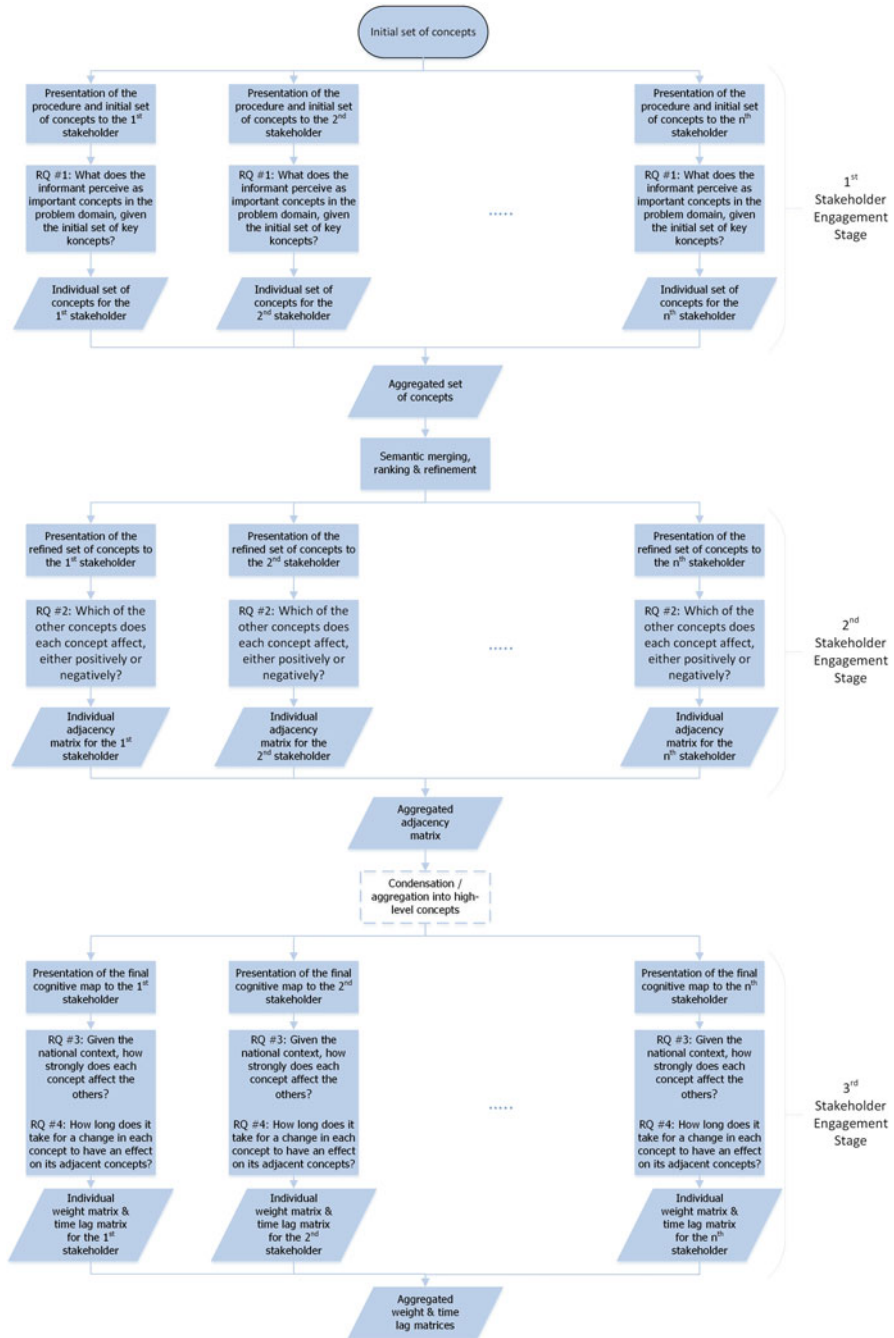 Initial set of concepts
Presentation of the
procedure and initial set
of concepts to the 1st
stakeholder
Presentation of the
procedure and initial set
of concepts to the 2nd
stakeholder
Presentation of the
procedure and initial set
of concepts to the nth
stakeholder
RQ #1: What does the
informant perceive as
important concepts in the
problem domain, given
the initial set of key
koncepts?
RQ #1: What does the
informant perceive as
important concepts in the
problem domain, given
the initial set of key
koncepts?
.....
RQ #1: What does the
informant perceive as
important concepts in the
problem domain, given
the initial set of key
koncepts?
1st
Stakeholder
Engagement
Stage
Individual set of
concepts for the
1st stakeholder
Individual set of
concepts for the
2nd stakeholder
Individual set of
concepts for the
nth stakeholder
Aggregated set
of concepts
Semantic merging,
ranking & refinement
Presentation of the
refined set of concepts to
the 1st stakeholder
Presentation of the
refined set of concepts to
the 2nd stakeholder
Presentation of the
refined set of concepts to
the nth stakeholder
RQ #2: Which of the
other concepts does
each concept affect,
either positively or
negatively?
RQ #2: Which of the
other concepts does
each concept affect,
either positively or
negatively?
.....
RQ #2: Which of the
other concepts does
each concept affect,
either positively or
negatively?
2nd
Stakeholder
Engagement
Stage
Individual
adjacency
matrix for the 1st
stakeholder
Individual
adjacency
matrix for the
2nd stakeholder
Individual
adjacency
matrix for the
nth stakeholder
Aggregated
adjacency
matrix
Condensation /
aggregation into high-
level concepts
Presentation of the final
cognitive map to the 1st
stakeholder
Presentation of the final
cognitive map to the 2nd
stakeholder
Presentation of the final
cognitive map to the nth
stakeholder
RQ #3: Given the
national context, how
strongly does each
concept affect the
others?
RQ #4: How long does it
take for a change in each
concept to have an effect
on its adjacent concepts?
RQ #3: Given the
national context, how
strongly does each
concept affect the
others?
RQ #4: How long does it
take for a change in each
concept to have an effect
on its adjacent concepts?
.....
RQ #3: Given the
national context, how
strongly does each
concept affect the
others?
RQ #4: How long does it
take for a change in each
concept to have an effect
on its adjacent concepts?
3rd
Stakeholder
Engagement
Stage
Individual
weight matrix &
time lag matrix
for the 1st
stakeholder
Individual
weight matrix &
time lag matrix
for the 2nd
stakeholder
Individual
weight matrix &
time lag matrix
for the nth
stakeholder
Aggregated
weight & time
lag matrices